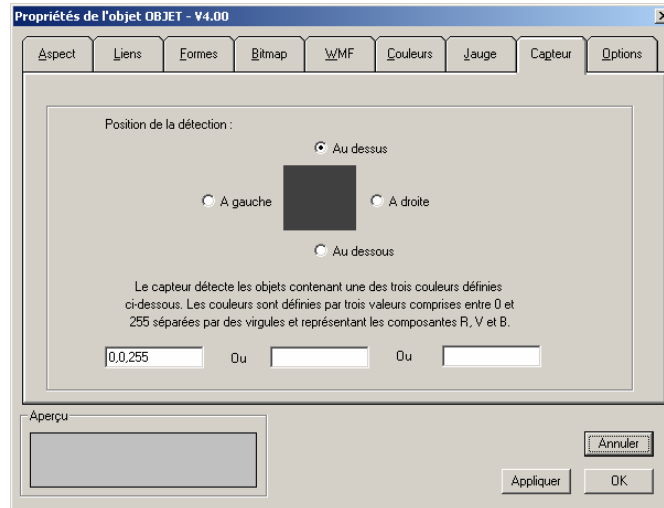 Propriétés de l'objet OBJET - V4.00
Aspect Liens Formes Bitmap WMF Couleurs Jauge Capteur Options
Position de la détection :
Au dessus
A gauche
A droite
Au dessous
Le capteur détecte les objets contenant une des trois couleurs définies
ci-dessous. Les couleurs sont définies par trois valeurs comprises entre 0 et
255 séparées par des virgules et représentant les composantes R, V et B.
0,0,255 Ou Ou
Aperçu
Annuler
Appliquer OK